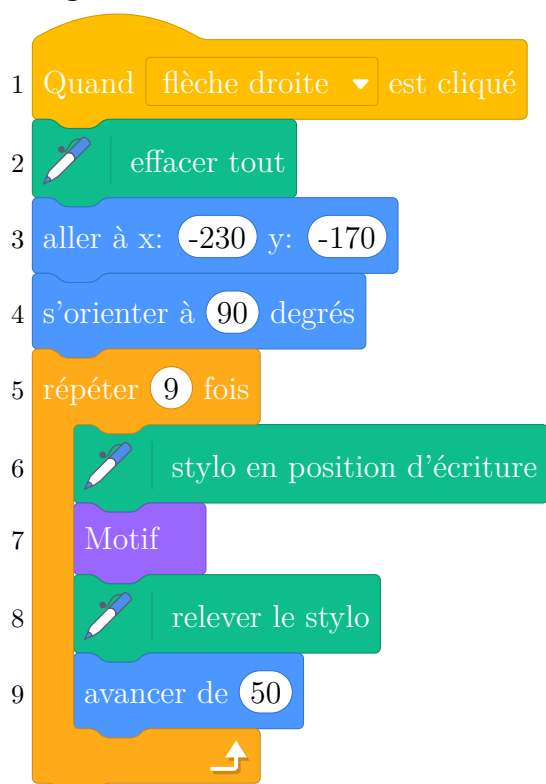 1 Quand flèche droite est cliqué
2 effacer tout
3 aller à x: -230 y: -170
4 s’orienter à 90 degrés
5 répéter 9 fois
6 stylo en position d’écriture
7 Motif
8 relever le stylo
9 avancer de 50